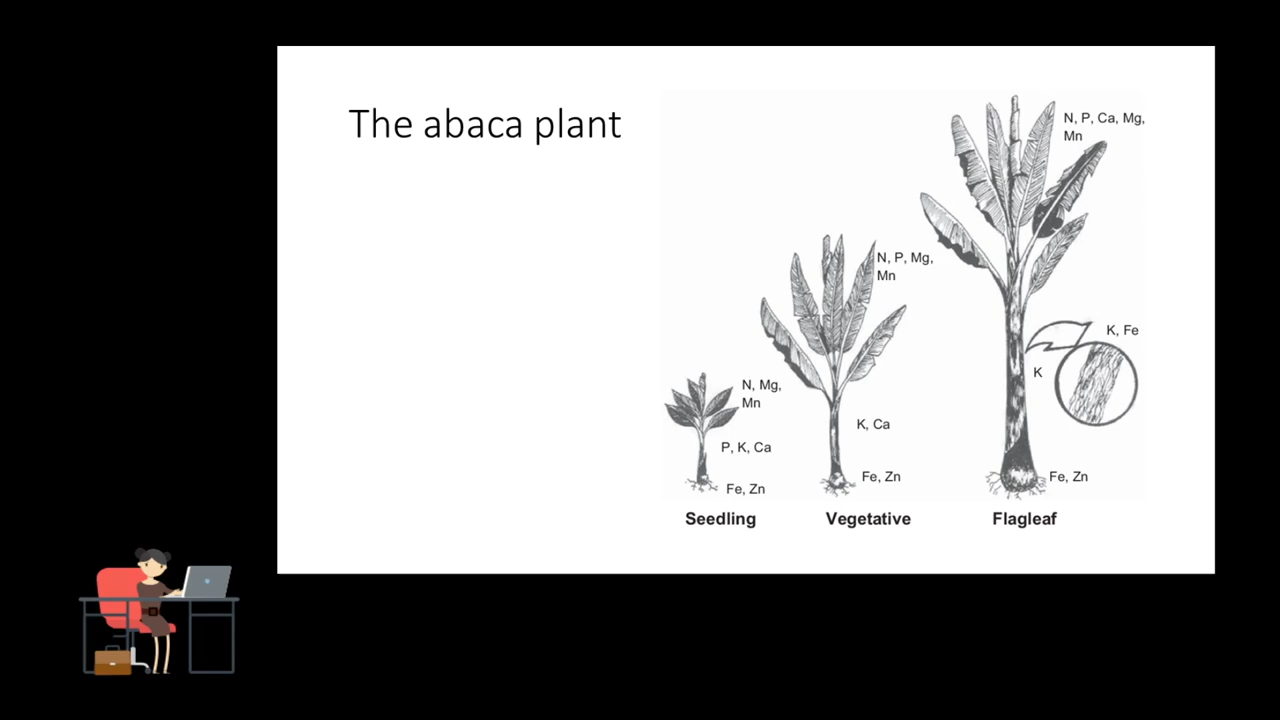 The abaca plant
N, P, Ca, Mg,
Mn
N, P, Mg,
Mn
K, Fe
K
N, Mg,
Mn
K, Ca
P, K, Ca
Fe, Zn
Fe, Zn
Fe, Zn
Seedling
Vegetative
Flagleaf